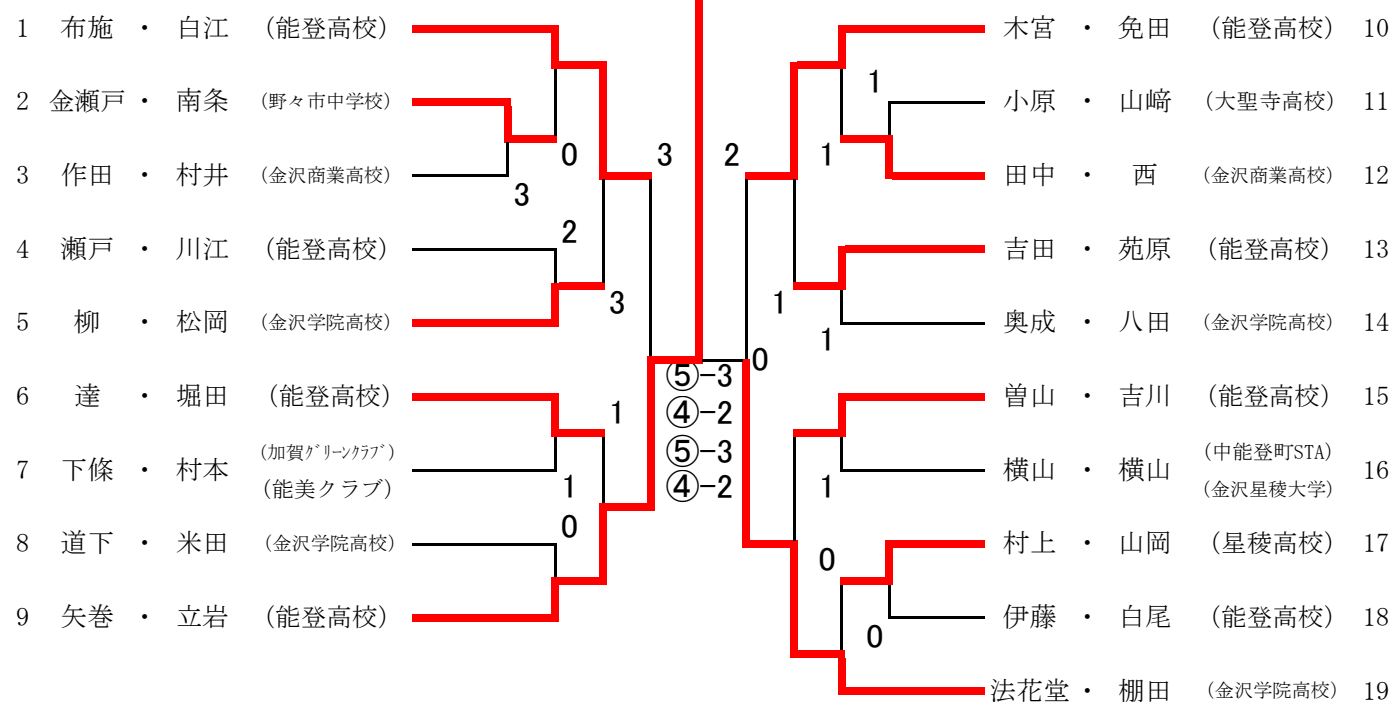 1 布施 ・ 白江 (能登高校)
2 金瀬戸 ・ 南条 (野々市中学校)
0
3 作田 ・ 村井 (金沢商業高校)
3
3
2
4 瀬戸 ・ 川江 (能登高校)
3
5 柳 ・ 松岡 (金沢学院高校)
6 達 ・ 堀田 (能登高校)
1
(加賀グリーンクラブ)
7 下條 ・ 村本
(能美クラブ)
1
0
8 道下 ・ 米田 (金沢学院高校)
9 矢巻 ・ 立岩 (能登高校)
0
⑤-3
④-2
⑤-3
④-2
木宮 ・ 免田 (能登高校) 10
1
小原 ・ 山﨑 (大聖寺高校) 11
2
1
田中 ・ 西 (金沢商業高校) 12
吉田 ・ 苑原 (能登高校) 13
1
1
奥成 ・ 八田 (金沢学院高校) 14
曽山 ・ 吉川 (能登高校) 15
(中能登町STA)
横山 ・ 横山 16
(金沢星稜大学)
1
村上 ・ 山岡 (星稜高校) 17
0
伊藤 ・ 白尾 (能登高校) 18
0
法花堂 ・ 棚田 (金沢学院高校) 19